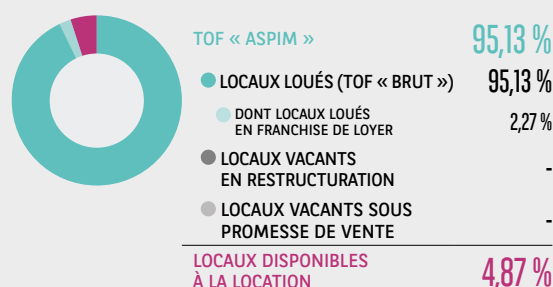 TOF « ASPIM » 95,13 %
LOCAUX LOUÉS (TOF « BRUT ») 95,13 %
DONT LOCAUX LOUÉS
EN FRANCHISE DE LOYER 2,27 %
LOCAUX VACANTS
EN RESTRUCTURATION -
LOCAUX VACANTS SOUS
PROMESSE DE VENTE -
LOCAUX DISPONIBLES
À LA LOCATION 4,87 %